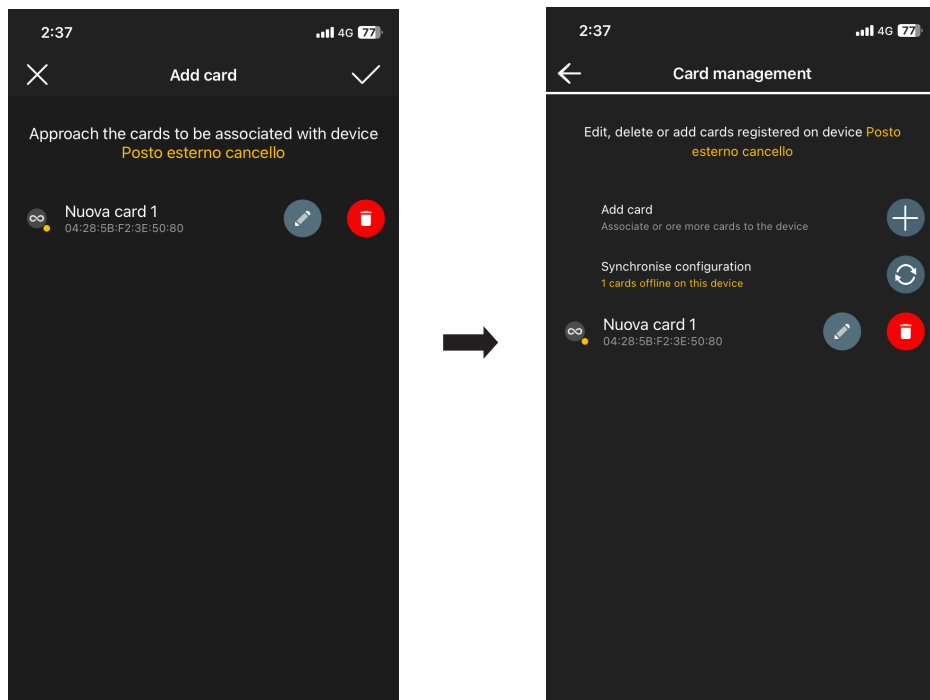 2:37
4G 77
Add card
Approach the cards to be associated with device
Posto esterno cancello
Nuova card 1
04:28:5B:F2:3E:50:80
2:37
4G 77
Card management
Edit, delete or add cards registered on device Posto
esterno cancello
Add card
Associate or ore more cards to the device
Synchronise configuration
1 cards offline on this device
Nuova card 1
04:28:5B:F2:3E:50:80